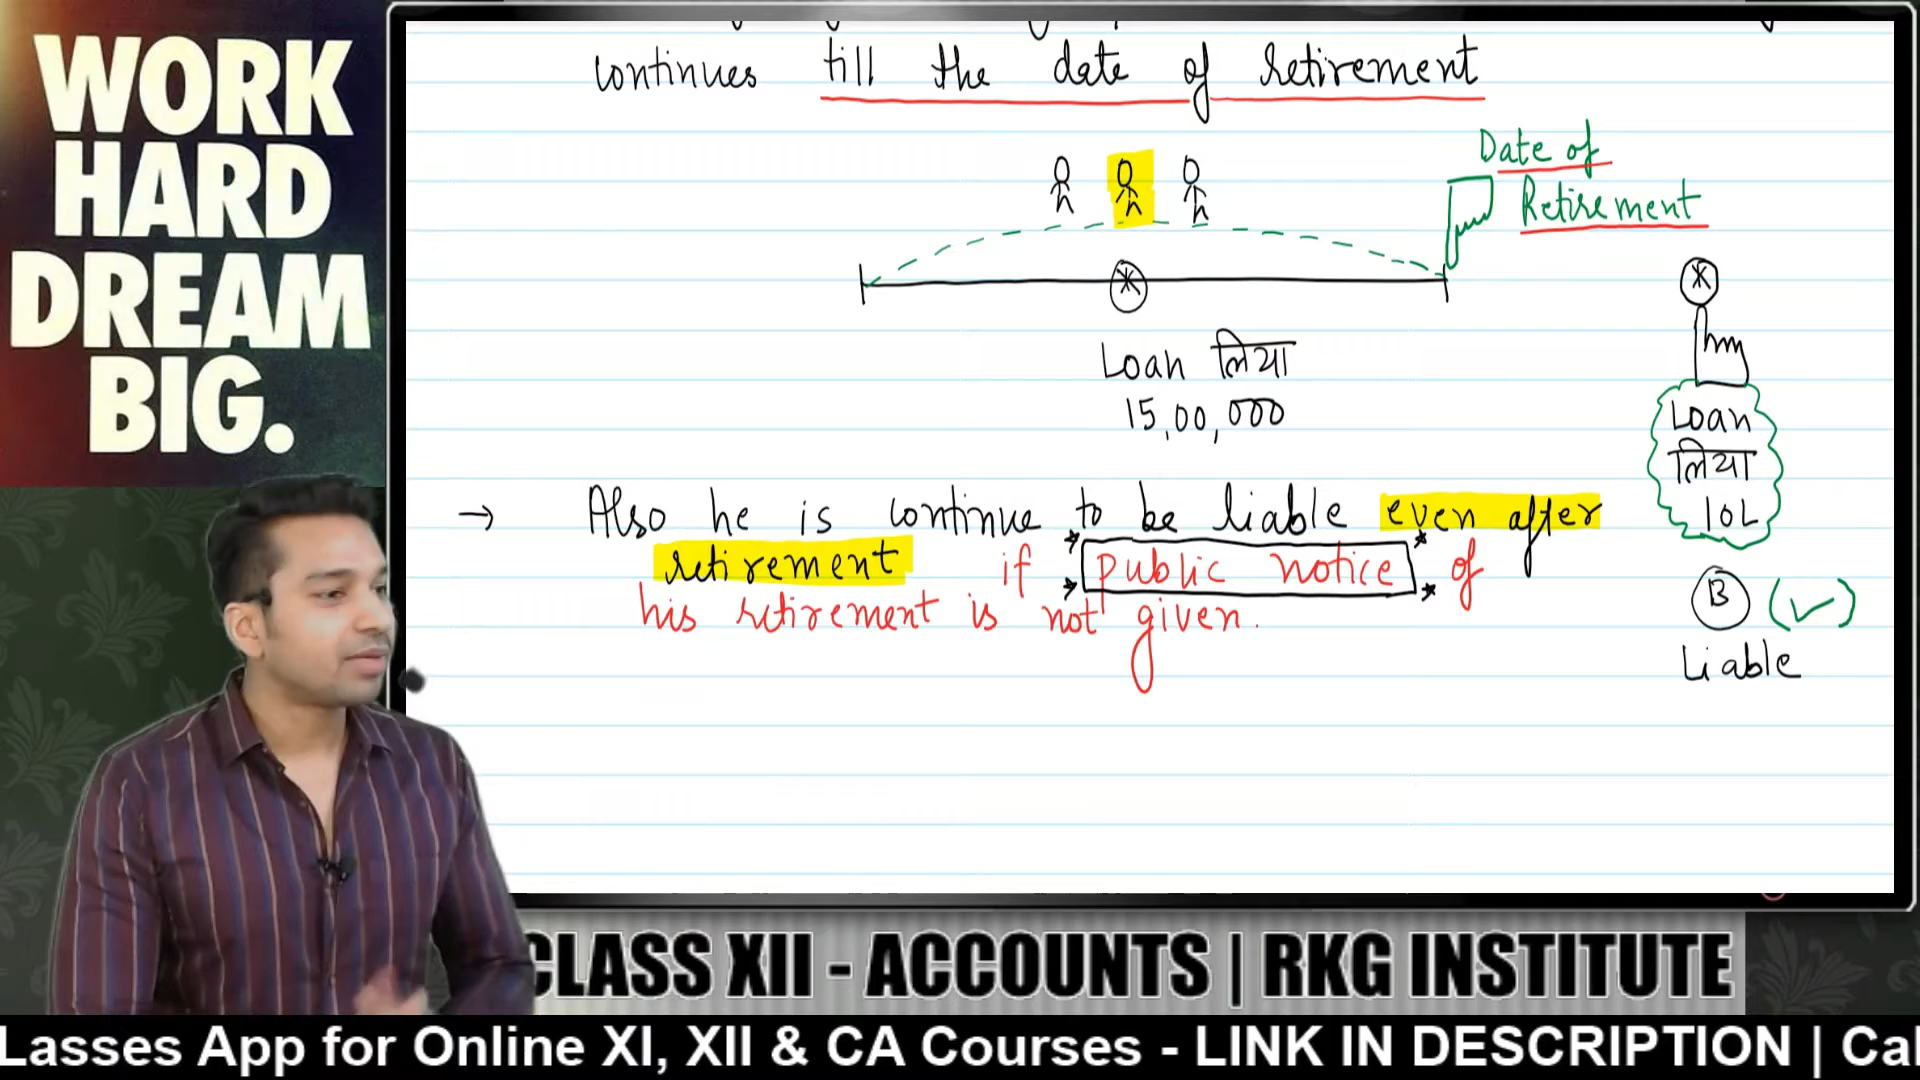 WORK
HARD
DREAM
BIG.
continues till the date of retirement
Date of
Retirement
Loan लिया
15,00,000
Loan
लिया
10L
→ Also he is continue to be liable even after
retirement if public notice of
his retirement is not given.
B (✓)
Liable
CLASS XII - ACCOUNTS | RKG INSTITUTE
Lasses App for Online XI, XII & CA Courses - LINK IN DESCRIPTION | Cal